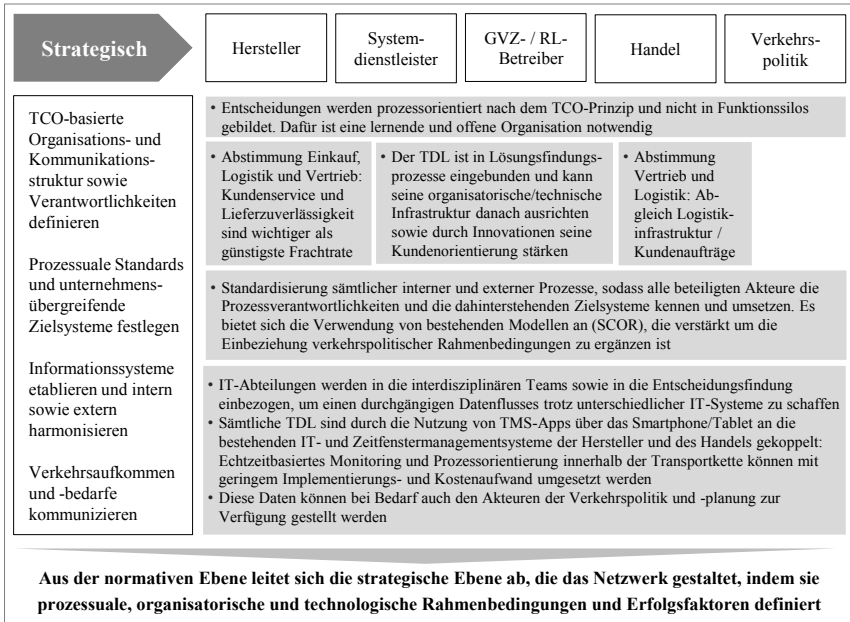 Strategisch
Hersteller
System-
dienstleister
GVZ- / RL-
Betreiber
Handel
Verkehrs-
politik
TCO-basierte
Organisations- und
Kommunikations-
struktur sowie
Verantwortlichkeiten
definieren
Prozessuale Standards
und unternehmens-
übergreifende
Zielsysteme festlegen
Informationssysteme
etablieren und intern
sowie extern
harmonisieren
Verkehrsaufkommen
und -bedarfe
kommunizieren
• Entscheidungen werden prozessorientiert nach dem TCO-Prinzip und nicht in Funktionssilos
gebildet. Dafür ist eine lernende und offene Organisation notwendig
• Abstimmung Einkauf,
Logistik und Vertrieb:
Kundenservice und
Lieferzuverlässigkeit
sind wichtiger als
günstigste Frachtrate
• Der TDL ist in Lösungsfindungs-
prozesse eingebunden und kann
seine organisatorische/technische
Infrastruktur danach ausrichten
sowie durch Innovationen seine
Kundenorientierung stärken
• Abstimmung
Vertrieb und
Logistik: Ab-
gleich Logistik-
infrastruktur /
Kundenaufträge
• Standardisierung sämtlicher interner und externer Prozesse, sodass alle beteiligten Akteure die
Prozessverantwortlichkeiten und die dahinterstehenden Zielsysteme kennen und umsetzen. Es
bietet sich die Verwendung von bestehenden Modellen an (SCOR), die verstärkt um die
Einbeziehung verkehrspolitischer Rahmenbedingungen zu ergänzen ist
• IT-Abteilungen werden in die interdisziplinären Teams sowie in die Entscheidungsfindung
einbezogen, um einen durchgängigen Datenflusses trotz unterschiedlicher IT-Systeme zu schaffen
• Sämtliche TDL sind durch die Nutzung von TMS-Apps über das Smartphone/Tablet an die
bestehenden IT- und Zeitfenstermanagementsysteme der Hersteller und des Handels gekoppelt:
Echtzeitbasiertes Monitoring und Prozessorientierung innerhalb der Transportkette können mit
geringem Implementierungs- und Kostenaufwand umgesetzt werden
• Diese Daten können bei Bedarf auch den Akteuren der Verkehrspolitik und -planung zur
Verfügung gestellt werden
Aus der normativen Ebene leitet sich die strategische Ebene ab, die das Netzwerk gestaltet, indem sie
prozessuale, organisatorische und technologische Rahmenbedingungen und Erfolgsfaktoren definiert